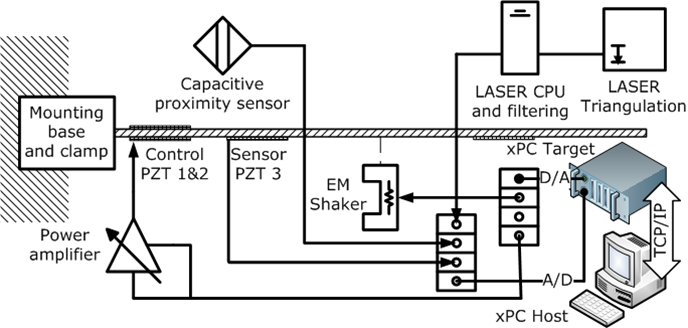 Capacitive
proximity sensor
LASER CPU
and filtering
LASER
Triangulation
Mounting
base
and clamp
Control
PZT 1&2
Sensor
PZT 3
xPC Target
EM
Shaker
D/A
Power
amplifier
TCP/IP
A/D
xPC Host